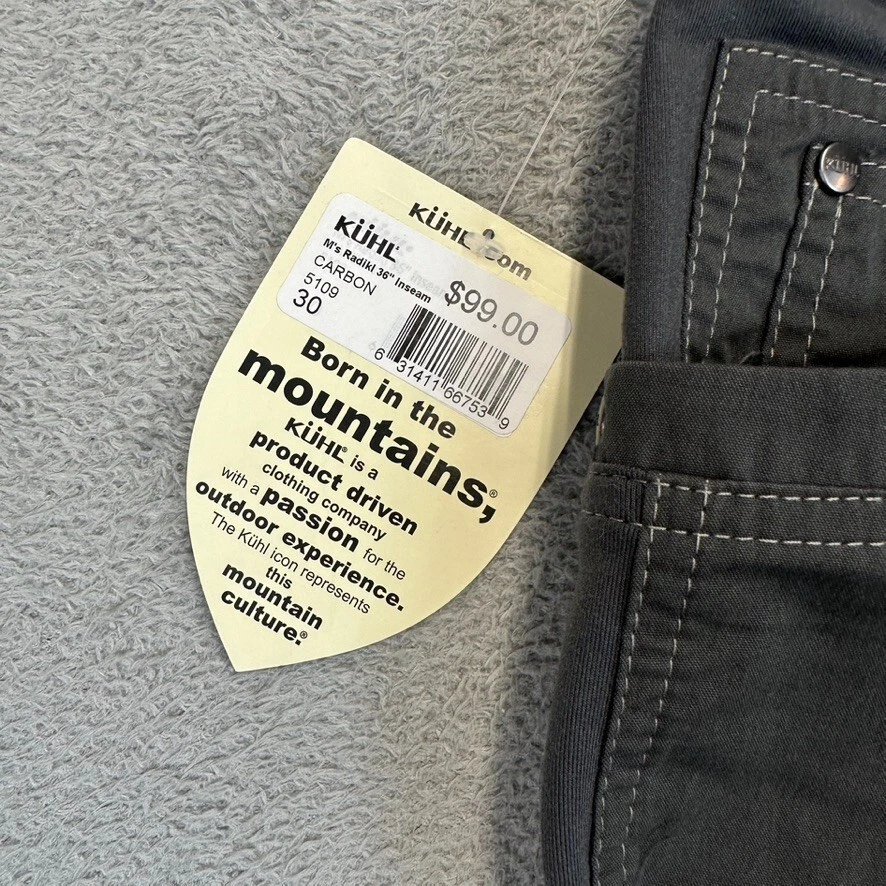 KÜHL.com
KÜHL
M's Radikl 36" Inseam
CARBON
5109
30
$99.00
6 31411 66753 9
Born in the
mountains,®
KÜHL® is a
product driven
clothing company
with a passion for the
outdoor experience.
The Kühl icon represents
this
mountain
culture.®
KÜHL